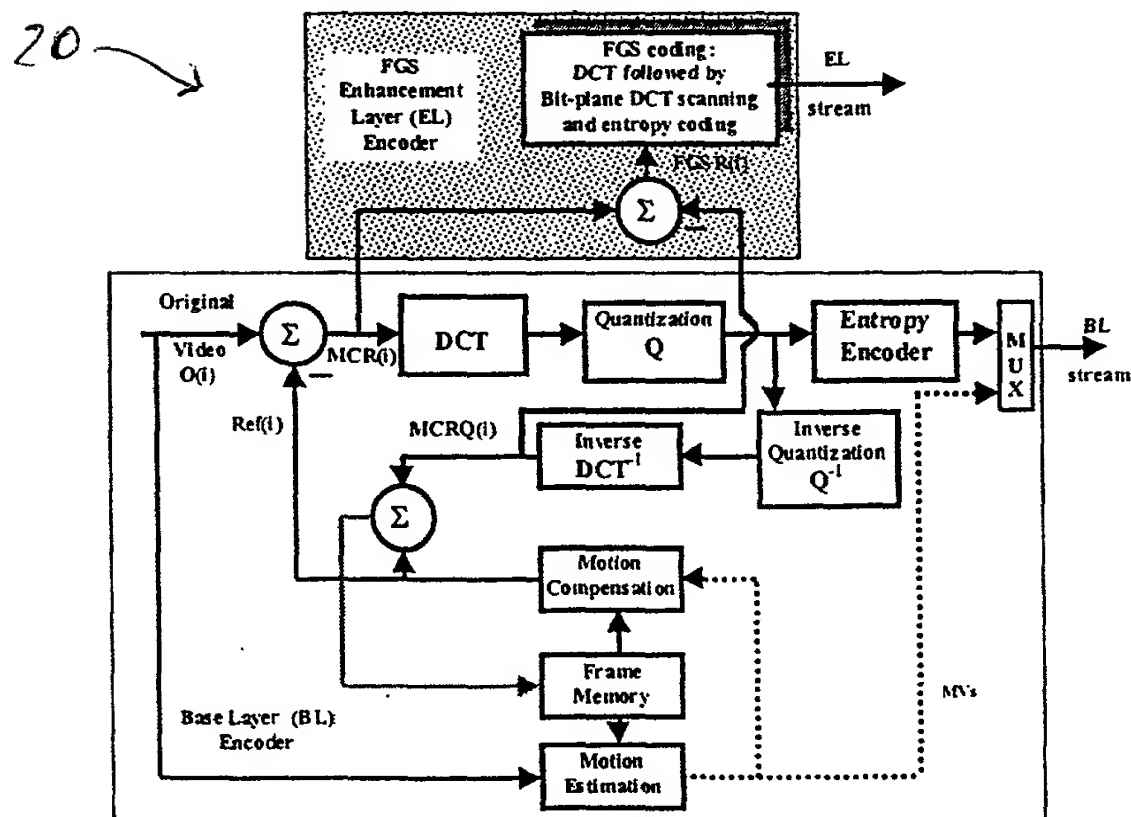 20
FGS
Enhancement
Layer (EL)
Encoder
FGS coding:
DCT followed by
Bit-plane DCT scanning
and entropy coding
EL
stream
FGSR(i)
Σ
−
Original
Video
O(i)
Σ
−
MCR(i)
DCT
Quantization
Q
Entropy
Encoder
MUX
BL
stream
Ref(i)
MCRQ(i)
Inverse
DCT-1
Inverse
Quantization
Q-1
Σ
Motion
Compensation
Frame
Memory
MVs
Base Layer (BL)
Encoder
Motion
Estimation